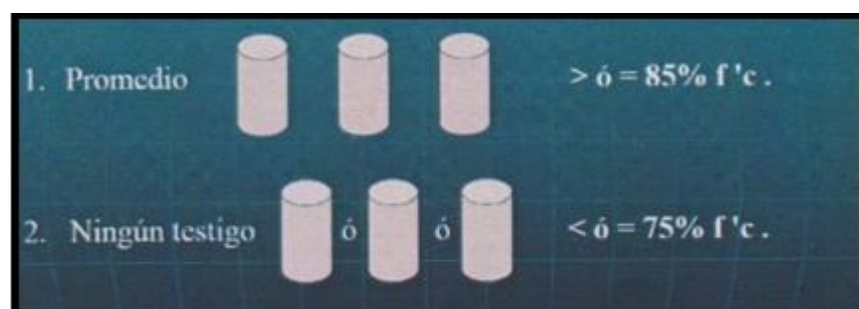 1. Promedio > ó = 85% f 'c .
2. Ningún testigo ó ó < ó = 75% f 'c .